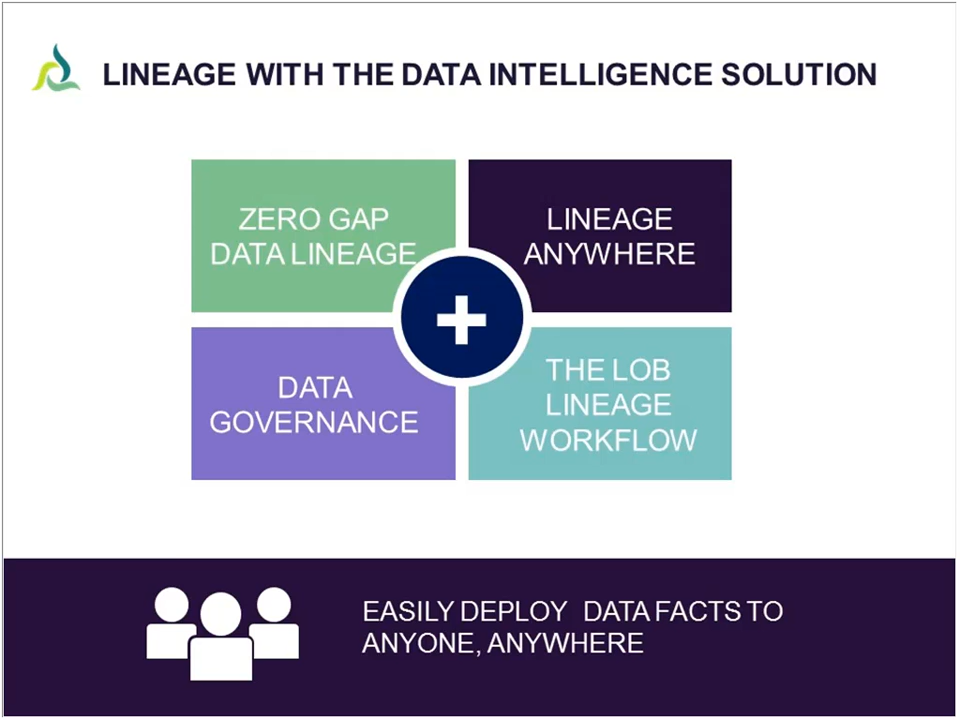 LINEAGE WITH THE DATA INTELLIGENCE SOLUTION
ZERO GAP
DATA LINEAGE
LINEAGE
ANYWHERE
DATA
GOVERNANCE
THE LOB
LINEAGE
WORKFLOW
EASILY DEPLOY  DATA FACTS TO
ANYONE, ANYWHERE